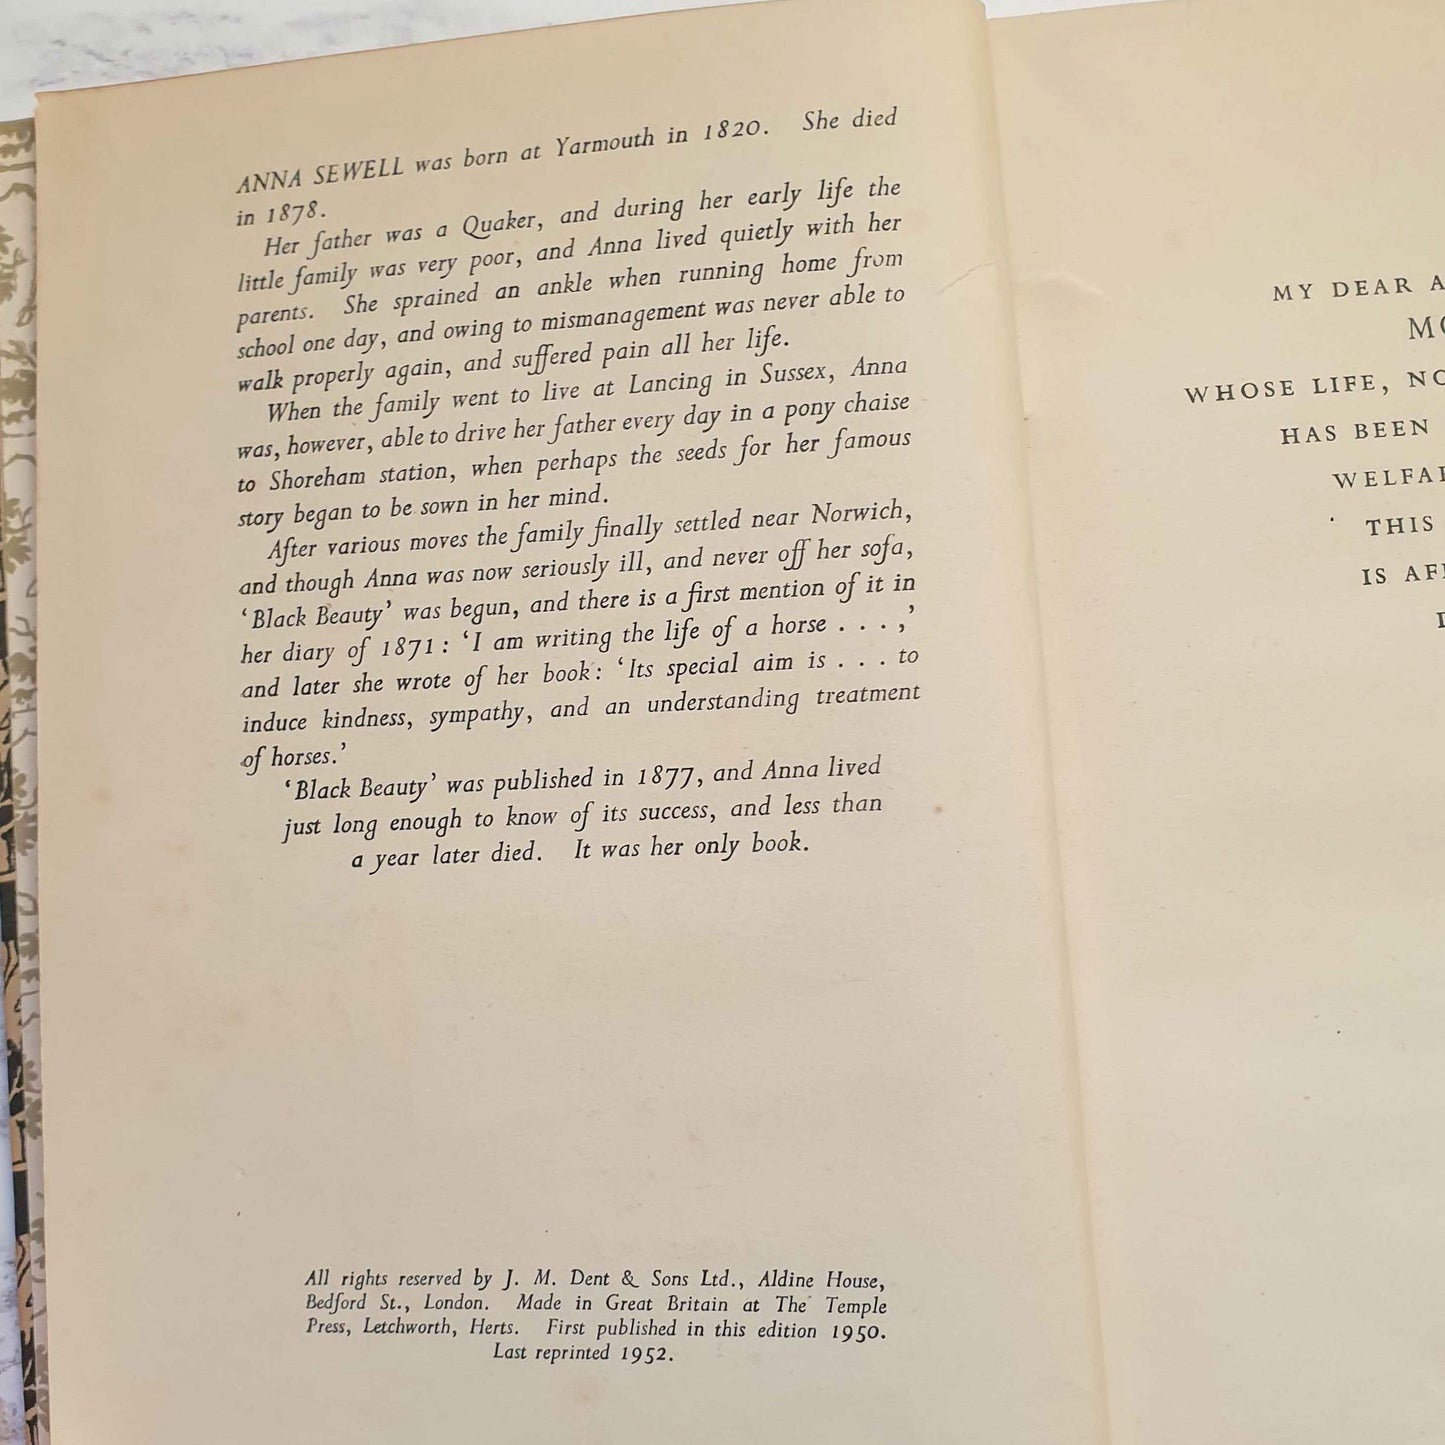 ANNA SEWELL was born at Yarmouth in 1820. She died
in 1878.
Her father was a Quaker, and during her early life the
little family was very poor, and Anna lived quietly with her
parents. She sprained an ankle when running home from
school one day, and owing to mismanagement was never able to
walk properly again, and suffered pain all her life.
When the family went to live at Lancing in Sussex, Anna
was, however, able to drive her father every day in a pony chaise
to Shoreham station, when perhaps the seeds for her famous
story began to be sown in her mind.
After various moves the family finally settled near Norwich,
and though Anna was now seriously ill, and never off her sofa,
‘Black Beauty’ was begun, and there is a first mention of it in
her diary of 1871: ‘I am writing the life of a horse . . . ,’
and later she wrote of her book: ‘Its special aim is . . . to
induce kindness, sympathy, and an understanding treatment
of horses.’
‘Black Beauty’ was published in 1877, and Anna lived
just long enough to know of its success, and less than
a year later died. It was her only book.
All rights reserved by J. M. Dent & Sons Ltd., Aldine House,
Bedford St., London. Made in Great Britain at The Temple
Press, Letchworth, Herts. First published in this edition 1950.
Last reprinted 1952.
MY DEAR A
MO
WHOSE LIFE, NO
HAS BEEN
WELFA
THIS
IS AF